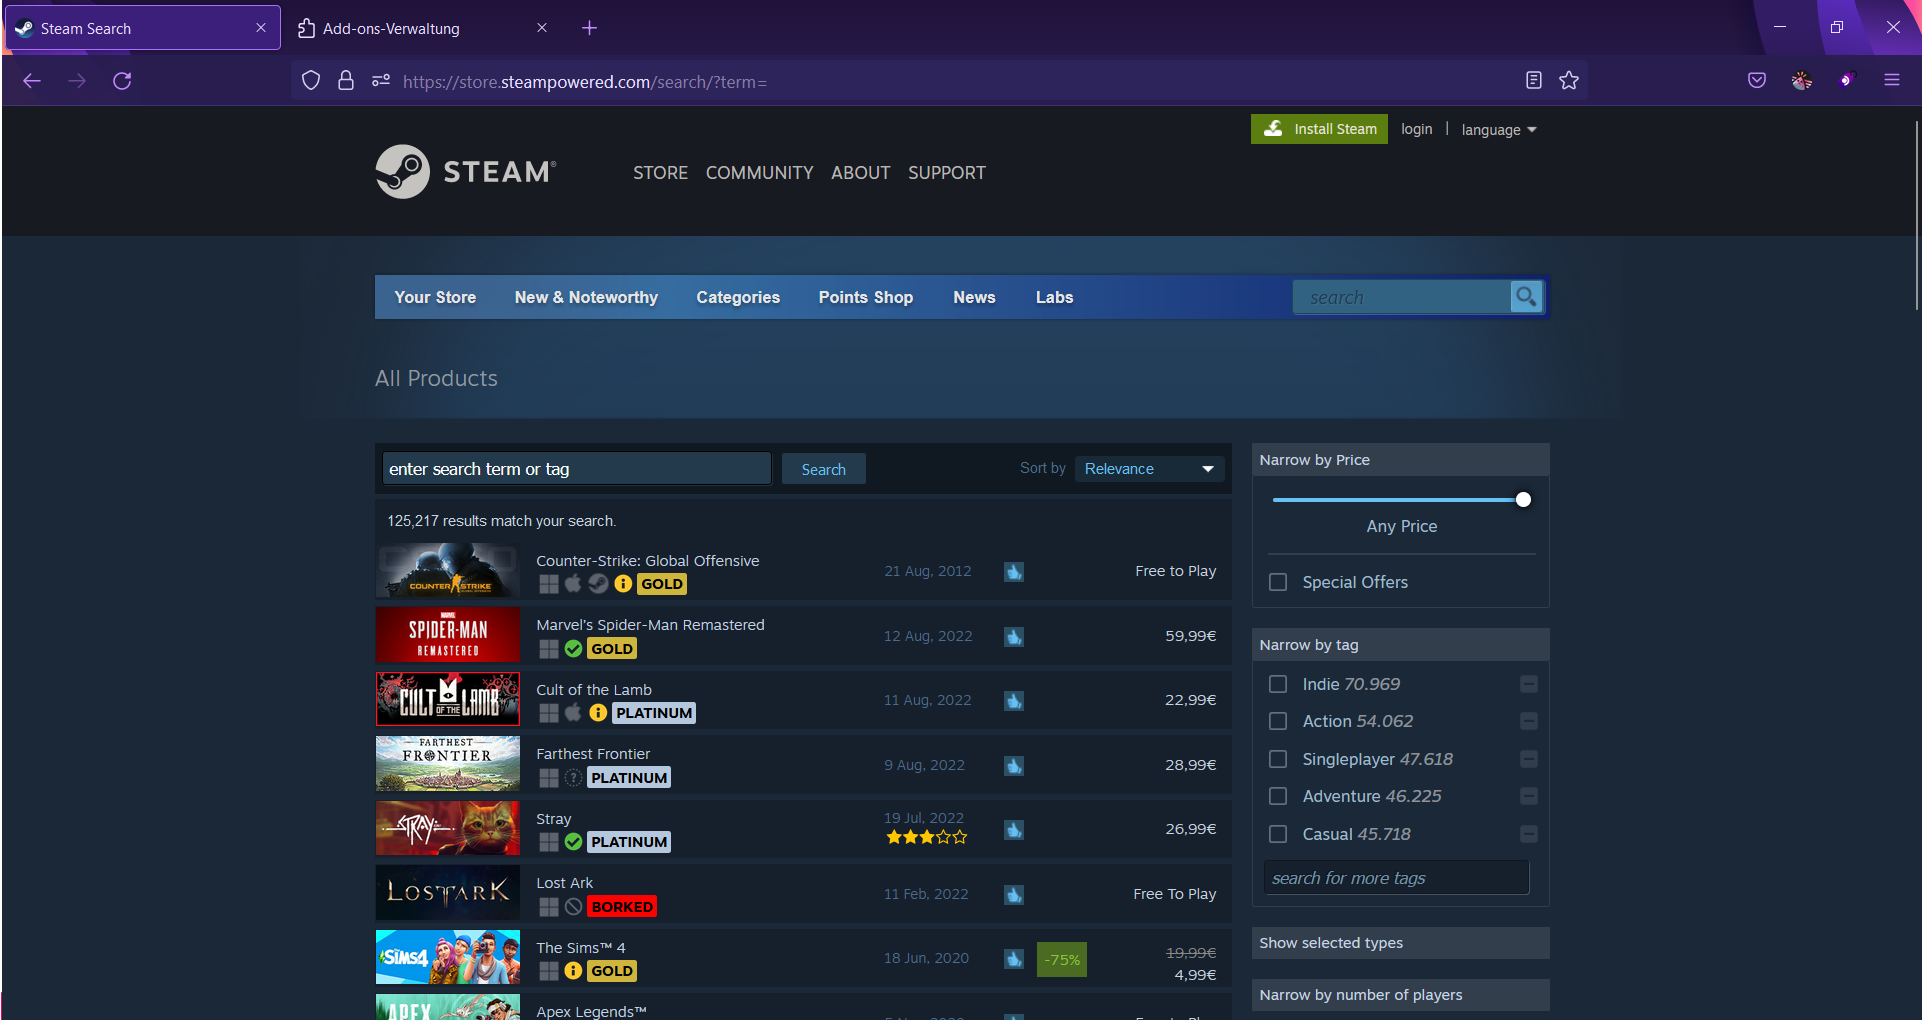 Steam Search
Add-ons-Verwaltung
https://store.steampowered.com/search/?term=
Install Steam
login
language
STEAM®
STORE
COMMUNITY
ABOUT
SUPPORT
Your Store
New & Noteworthy
Categories
Points Shop
News
Labs
search
All Products
enter search term or tag
Search
Sort by
Relevance
125,217 results match your search.
COUNTER STRIKE
Counter-Strike: Global Offensive
GOLD
21 Aug, 2012
Free to Play
MARVEL
SPIDER-MAN
REMASTERED
Marvel's Spider-Man Remastered
GOLD
12 Aug, 2022
59,99€
CULT OF THE LAMB
Cult of the Lamb
PLATINUM
11 Aug, 2022
22,99€
FARTHEST
FRONTIER
Farthest Frontier
PLATINUM
9 Aug, 2022
28,99€
STRAY
Stray
PLATINUM
19 Jul, 2022
26,99€
LOST ARK
Lost Ark
BORKED
11 Feb, 2022
Free To Play
SIMS4
The Sims™ 4
GOLD
18 Jun, 2020
-75%
19,99€
4,99€
APEX
Apex Legends™
Narrow by Price
Any Price
Special Offers
Narrow by tag
Indie 70.969
Action 54.062
Singleplayer 47.618
Adventure 46.225
Casual 45.718
search for more tags
Show selected types
Narrow by number of players